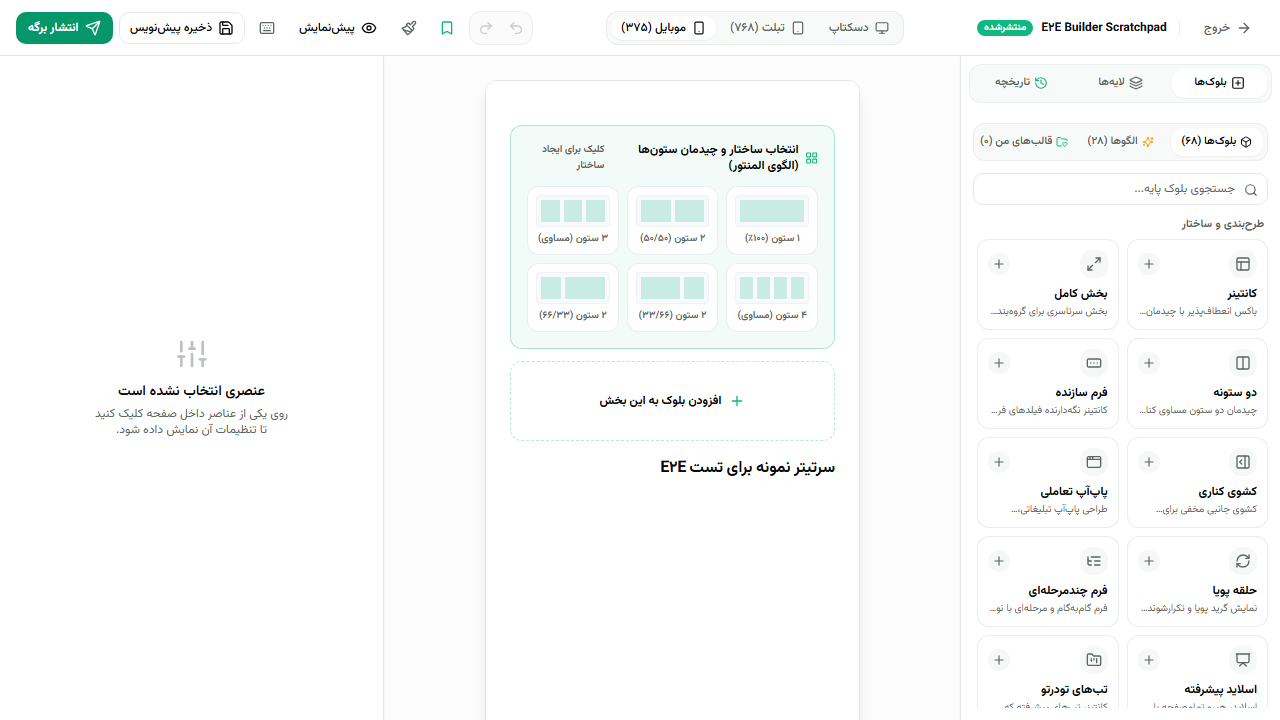 خروج
E۲E Builder Scratchpad
منتشرشده
دسکتاپ
تبلت (۷۶۸)
موبایل (۳۷۵)
پیش‌نمایش
ذخیره پیش‌نویس
انتشار برگه
بلوک‌ها
لایه‌ها
تاریخچه
بلوک‌ها (۶۸)
الگوها (۲۸)
قالب‌های من (۰)
جستجوی بلوک پایه...
طرح‌بندی و ساختار
کانتینر
باکس انعطاف‌پذیر با چیدمان...
بخش کامل
بخش سرتاسری برای گروه‌بند...
دو ستونه
چیدمان دو ستون مساوی کنا...
فرم سازنده
کانتینر نگه‌دارنده فیلدهای فر...
کشوی کناری
کشوی جانبی مخفی برای...
پاپ‌آپ تعاملی
طراحی پاپ‌آپ تبلیغاتی،...
حلقه پویا
نمایش گرید پویا و تکرارشوند...
فرم چندمرحله‌ای
فرم گام‌به‌گام و مرحله‌ای با نو...
اسلاید پیشرفته
تب‌های تودرتو
انتخاب ساختار و چیدمان ستون‌ها
(الگوی المنتور)
کلیک برای ایجاد
ساختار
۱ ستون (۱۰۰٪)
۲ ستون (۵۰/۵۰)
۳ ستون (مساوی)
۴ ستون (مساوی)
۲ ستون (۳۳/۶۶)
۲ ستون (۶۶/۳۳)
افزودن بلوک به این بخش
سرتیتر نمونه برای تست E۲E
عنصری انتخاب نشده است
روی یکی از عناصر داخل صفحه کلیک کنید
تا تنظیمات آن نمایش داده شود.